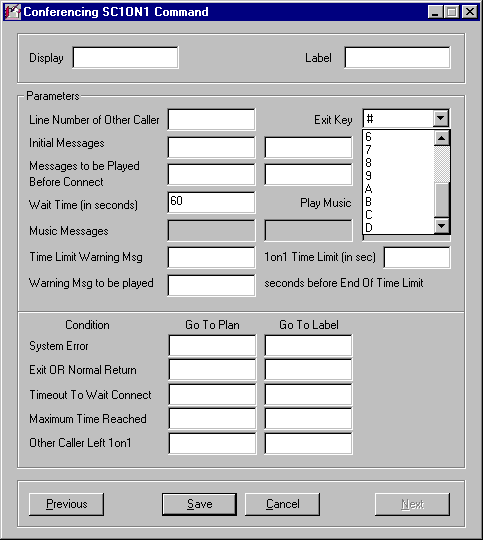 Conferencing SC1ON1 Command
Display Label
Parameters
Line Number of Other Caller Exit Key #
Initial Messages 6
7
Messages to be Played Before Connect 8
9
Wait Time (in seconds) 60 Play Music A
B
Music Messages C
D
Time Limit Warning Msg 1on1 Time Limit (in sec)
Warning Msg to be played seconds before End Of Time Limit
Condition Go To Plan Go To Label
System Error
Exit OR Normal Return
Timeout To Wait Connect
Maximum Time Reached
Other Caller Left 1on1
Previous Save Cancel Next